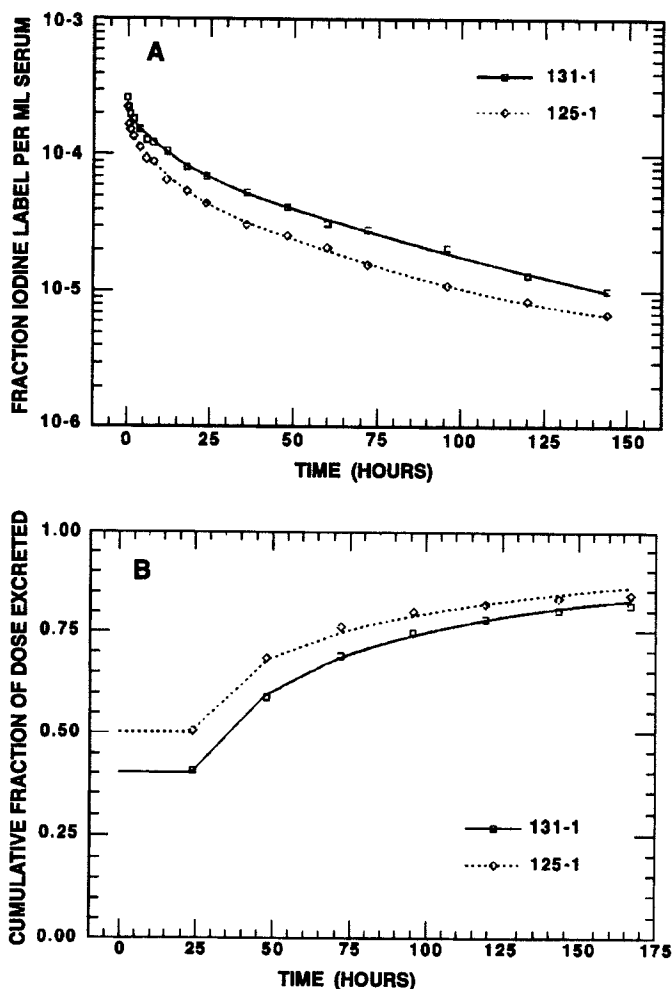 10-3
A
131-1
125-1
10-4
10-5
10-6
FRACTION IODINE LABEL PER ML SERUM
0 25 50 75 100 125 150
TIME (HOURS)
1.00
B
0.75
0.50
0.25
0.00
CUMULATIVE FRACTION OF DOSE EXCRETED
131-1
125-1
0 25 50 75 100 125 150 175
TIME (HOURS)